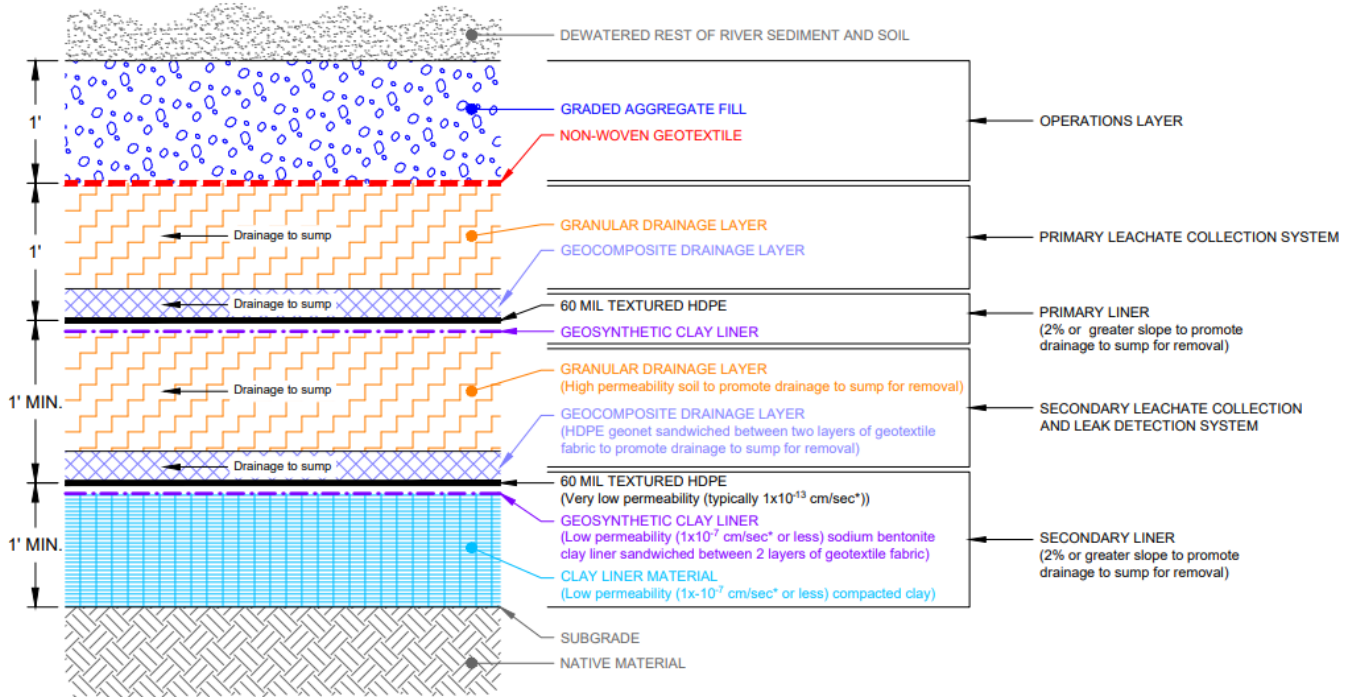 DEWATERED REST OF RIVER SEDIMENT AND SOIL
1'
GRADED AGGREGATE FILL
NON-WOVEN GEOTEXTILE
OPERATIONS LAYER
1'
Drainage to sump
GRANULAR DRAINAGE LAYER
GEOCOMPOSITE DRAINAGE LAYER
PRIMARY LEACHATE COLLECTION SYSTEM
Drainage to sump
60 MIL TEXTURED HDPE
GEOSYNTHETIC CLAY LINER
PRIMARY LINER
(2% or greater slope to promote
drainage to sump for removal)
1' MIN.
Drainage to sump
GRANULAR DRAINAGE LAYER
(High permeability soil to promote drainage to sump for removal)
GEOCOMPOSITE DRAINAGE LAYER
(HDPE geonet sandwiched between two layers of geotextile
fabric to promote drainage to sump for removal)
SECONDARY LEACHATE COLLECTION
AND LEAK DETECTION SYSTEM
Drainage to sump
60 MIL TEXTURED HDPE
(Very low permeability (typically 1x10⁻¹³ cm/sec*))
1' MIN.
GEOSYNTHETIC CLAY LINER
(Low permeability (1x10⁻⁷ cm/sec* or less) sodium bentonite
clay liner sandwiched between 2 layers of geotextile fabric)
CLAY LINER MATERIAL
(Low permeability (1x-10⁻⁷ cm/sec* or less) compacted clay)
SECONDARY LINER
(2% or greater slope to promote
drainage to sump for removal)
SUBGRADE
NATIVE MATERIAL